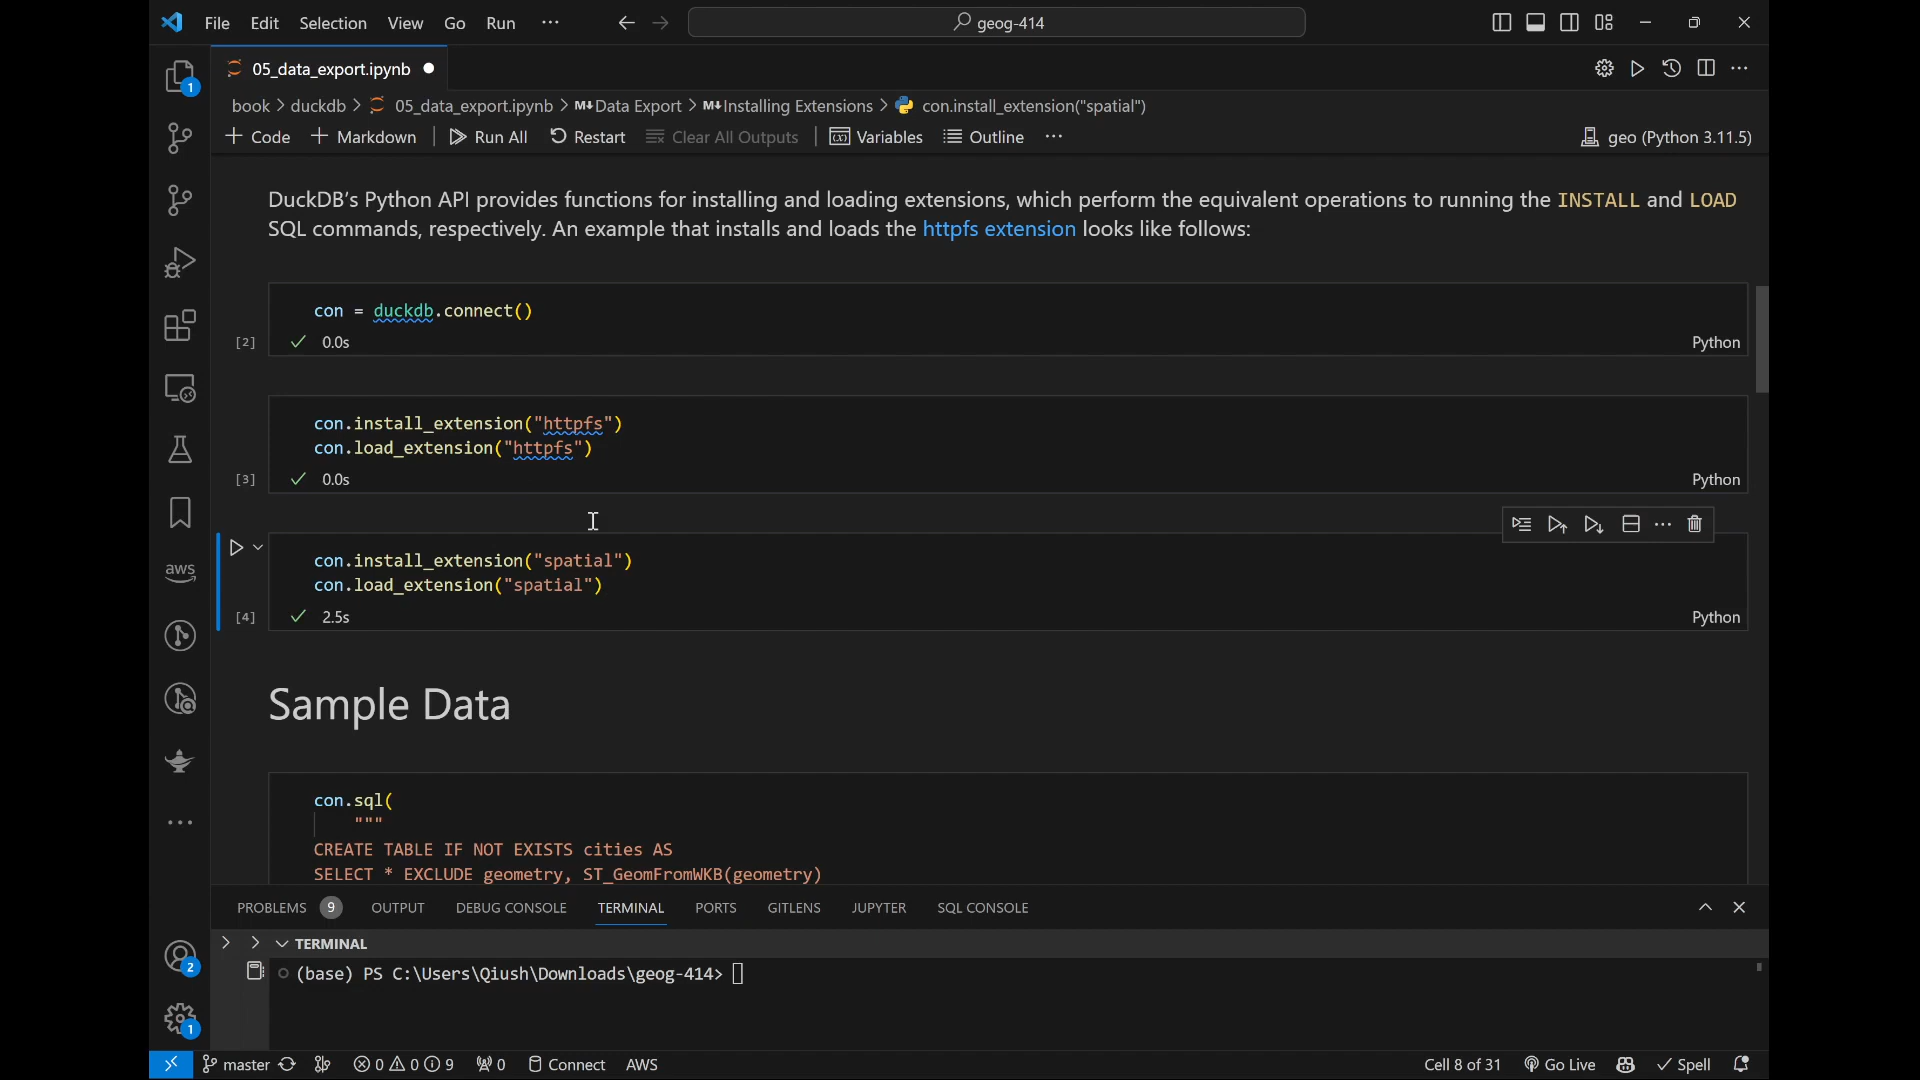 File Edit Selection View Go Run ··· geog-414
05_data_export.ipynb
book > duckdb > 05_data_export.ipynb > M↓Data Export > M↓Installing Extensions > con.install_extension("spatial")
+ Code + Markdown Run All Restart Clear All Outputs Variables Outline ··· geo (Python 3.11.5)
DuckDB’s Python API provides functions for installing and loading extensions, which perform the equivalent operations to running the INSTALL and LOAD
SQL commands, respectively. An example that installs and loads the httpfs extension looks like follows:
con = duckdb.connect()
[2] 0.0s Python
con.install_extension("httpfs")
con.load_extension("httpfs")
[3] 0.0s Python
con.install_extension("spatial")
con.load_extension("spatial")
[4] 2.5s Python
Sample Data
con.sql(
"""
CREATE TABLE IF NOT EXISTS cities AS
SELECT * EXCLUDE geometry, ST_GeomFromWKB(geometry)
PROBLEMS 9 OUTPUT DEBUG CONSOLE TERMINAL PORTS GITLENS JUPYTER SQL CONSOLE
TERMINAL
(base) PS C:\Users\Qiush\Downloads\geog-414>
1
aws
2
1
master 0 0 9 0 Connect AWS Cell 8 of 31 Go Live Spell